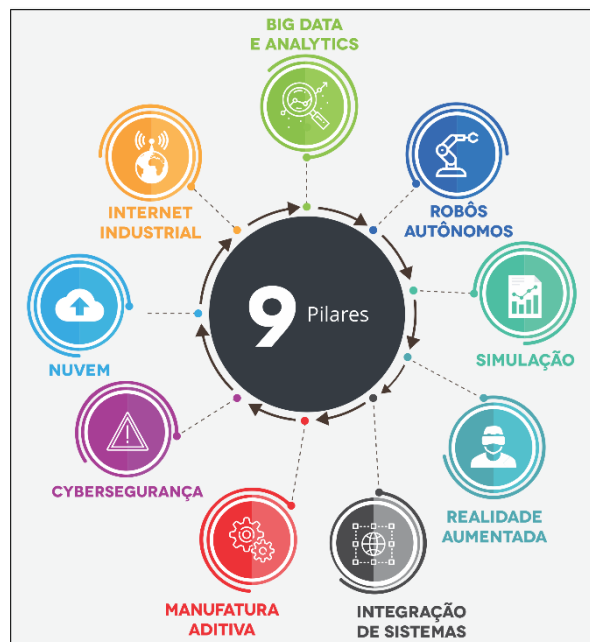 BIG DATA
E ANALYTICS
ROBÔS
AUTÔNOMOS
SIMULAÇÃO
REALIDADE
AUMENTADA
INTEGRAÇÃO
DE SISTEMAS
MANUFATURA
ADITIVA
CYBERSEGURANÇA
NUVEM
INTERNET
INDUSTRIAL
9 Pilares